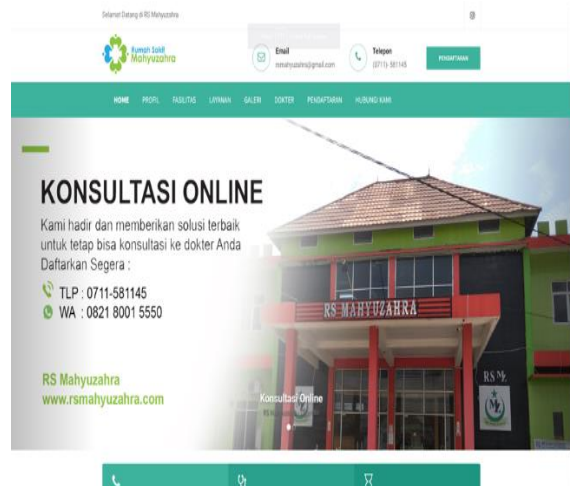 Selamat Datang di RS Mahyuzahra
Rumah Sakit
Mahyuzahra
Email
rsmahyuzahra@gmail.com
Telepon
(0711)- 581145
PENDAFTARAN
HOME PROFIL FASILITAS LAYANAN GALERI DOKTER PENDAFTARAN HUBUNGI KAMI
KONSULTASI ONLINE
Kami hadir dan memberikan solusi terbaik
untuk tetap bisa konsultasi ke dokter Anda
Daftarkan Segera :
TLP : 0711-581145
WA : 0821 8001 5550
RS MAHYUZAHRA
RS Mz
RS Mahyuzahra
www.rsmahyuzahra.com
Konsultasi Online